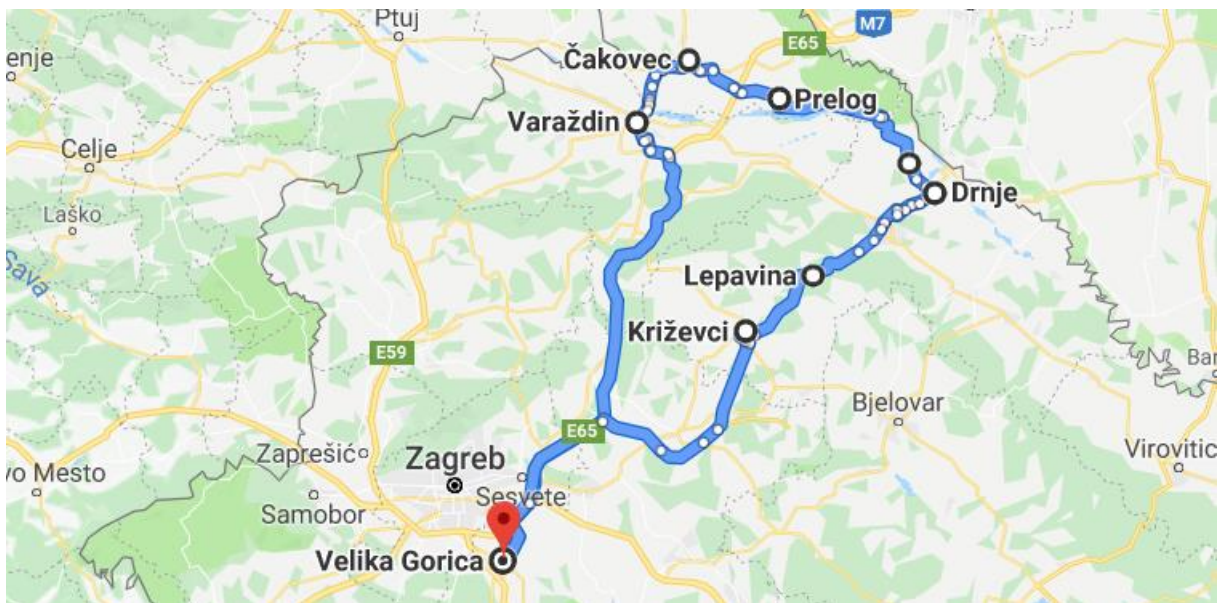 Ptuj
M7
enje
E65
Čakovec
Prelog
Varaždin
Celje
Drnje
Laško
Sava
Lepavina
Križevci
E59
Bar
Bjelovar
E65
Zaprešić
Zagreb
Virovitic
vo Mesto
Sesvete
Samobor
Velika Gorica